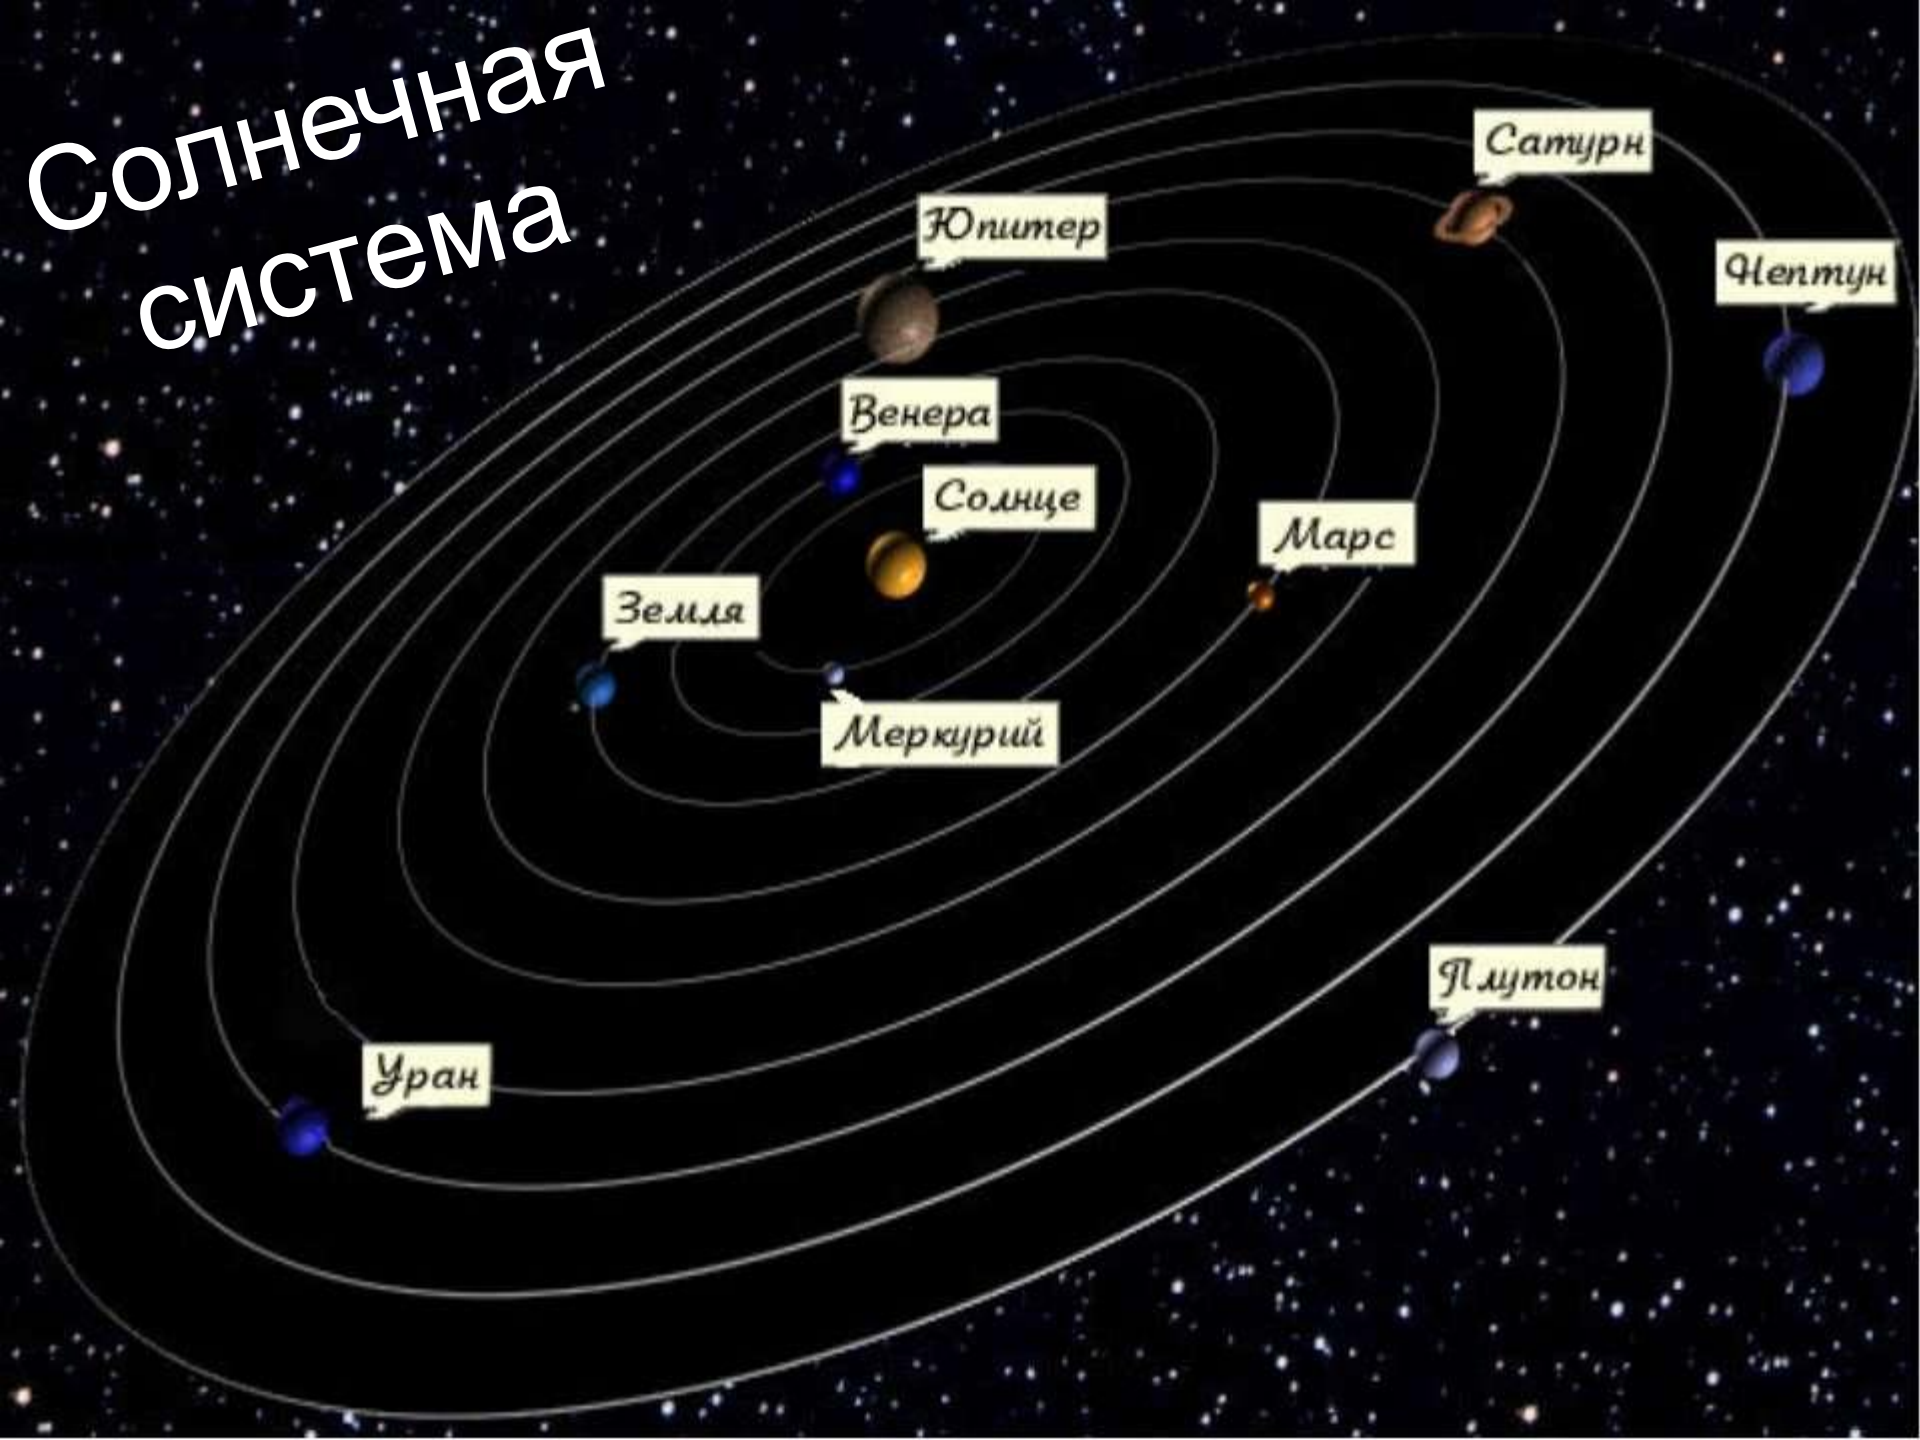 Солнечная
система
Сатурн
Юпитер
Нептун
Венера
Солнце
Марс
Земля
Меркурий
Плутон
Уран